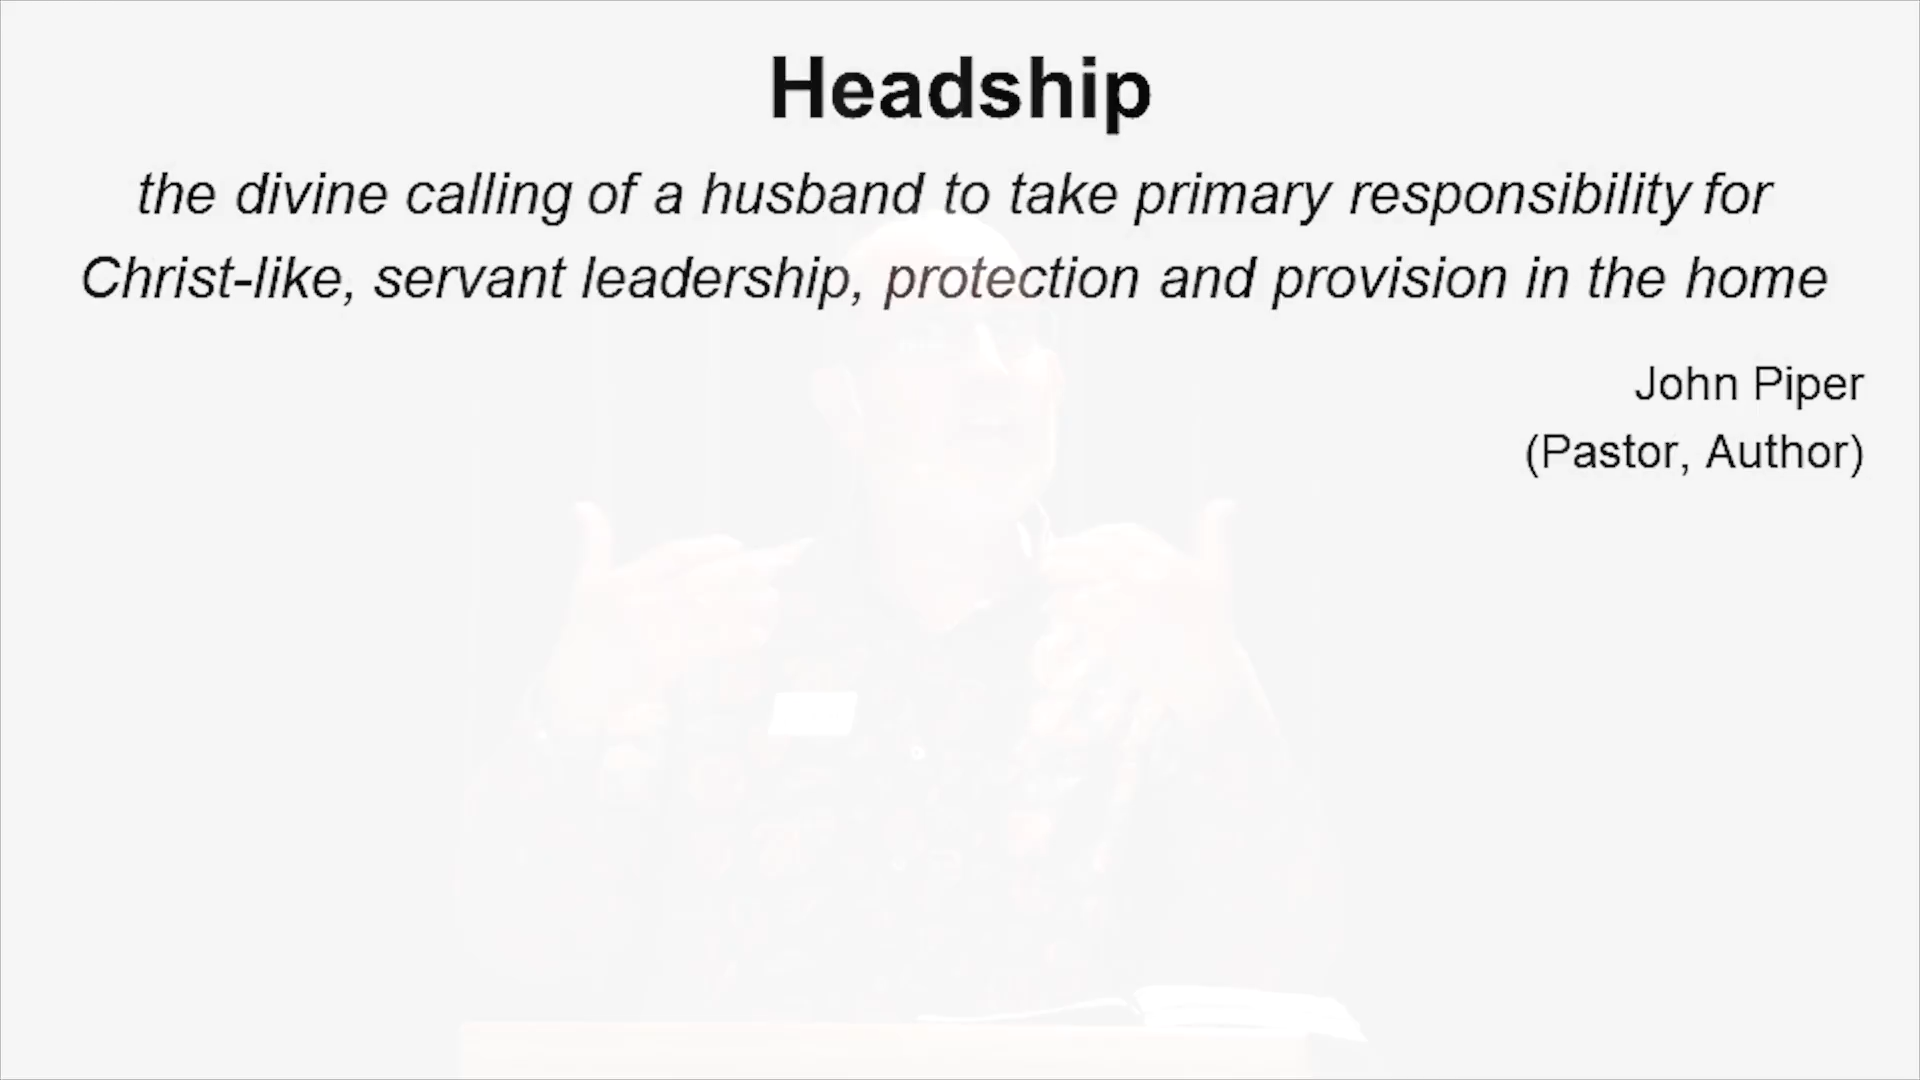 Headship
the divine calling of a husband to take primary responsibility for
Christ-like, servant leadership, protection and provision in the home
John Piper
(Pastor, Author)